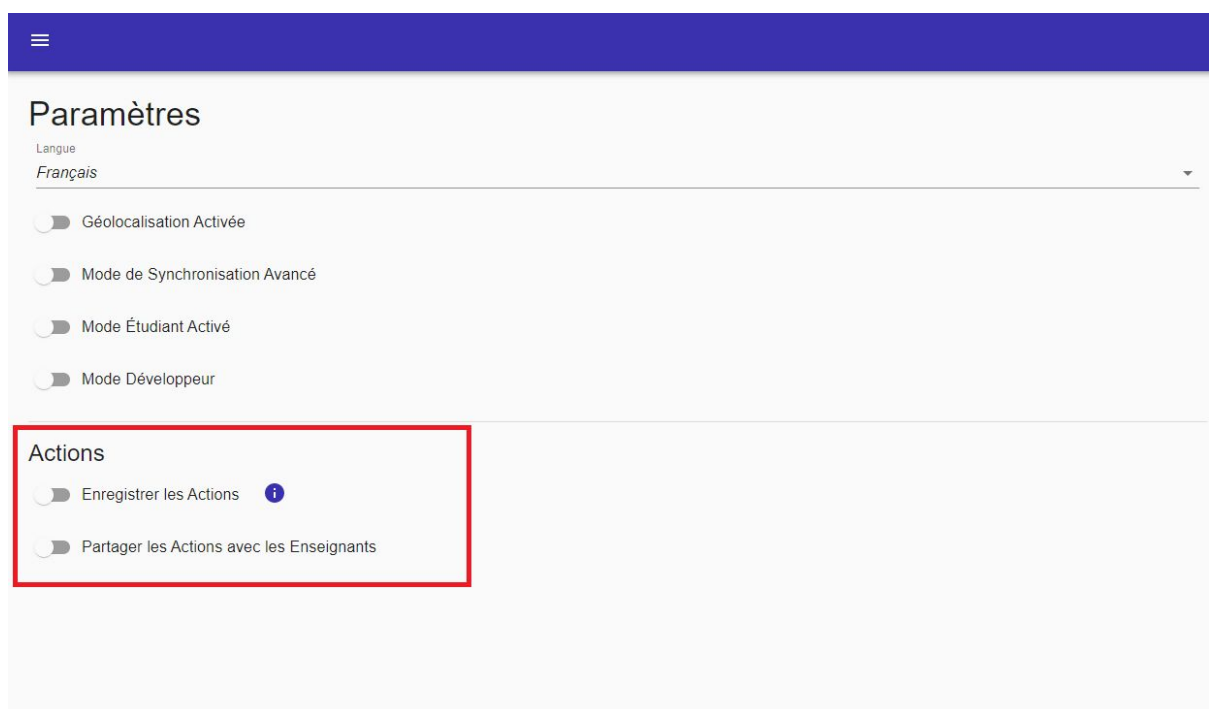 Paramètres
Langue
Français
Géolocalisation Activée
Mode de Synchronisation Avancé
Mode Étudiant Activé
Mode Développeur
Actions
Enregistrer les Actions
Partager les Actions avec les Enseignants